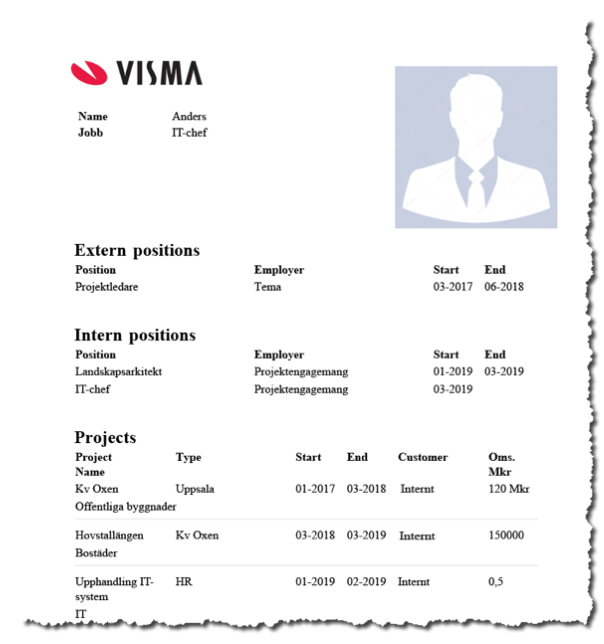 VISMA
Name Anders
Jobb IT-chef
Extern positions
Position Employer Start End
Projektledare Tema 03-2017 06-2018
Intern positions
Position Employer Start End
Landskapsarkitekt Projektengagemang 01-2019 03-2019
IT-chef Projektengagemang 03-2019
Projects
Project Type Start End Customer Oms.
Name Mkr
Kv Oxen Uppsala 01-2017 03-2018 Internt 120 Mkr
Offentliga byggnader
Hovstallängen Kv Oxen 03-2018 03-2019 Internt 150000
Bostäder
Upphandling IT- HR 01-2019 02-2019 Internt 0,5
system
IT